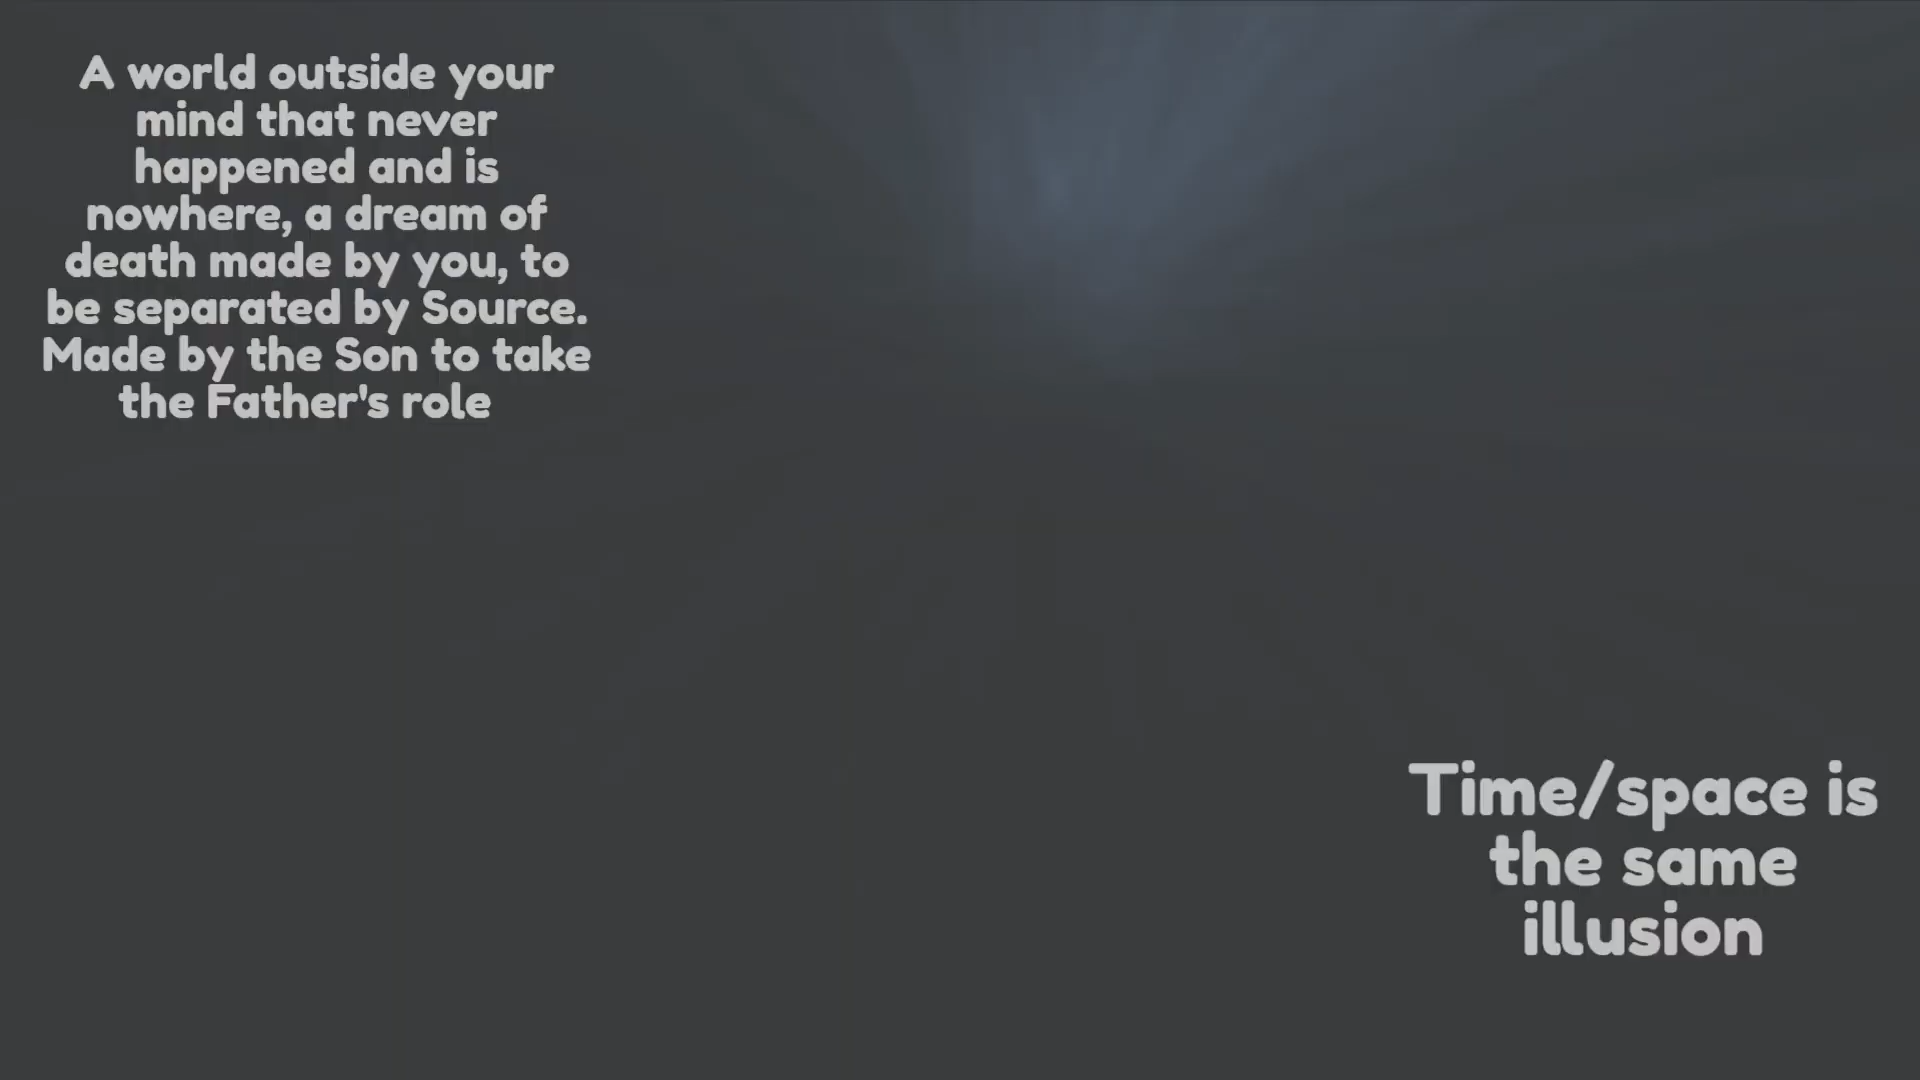 A world outside your
mind that never
happened and is
nowhere, a dream of
death made by you, to
be separated by Source.
Made by the Son to take
the Father's role
Time/space is
the same
illusion